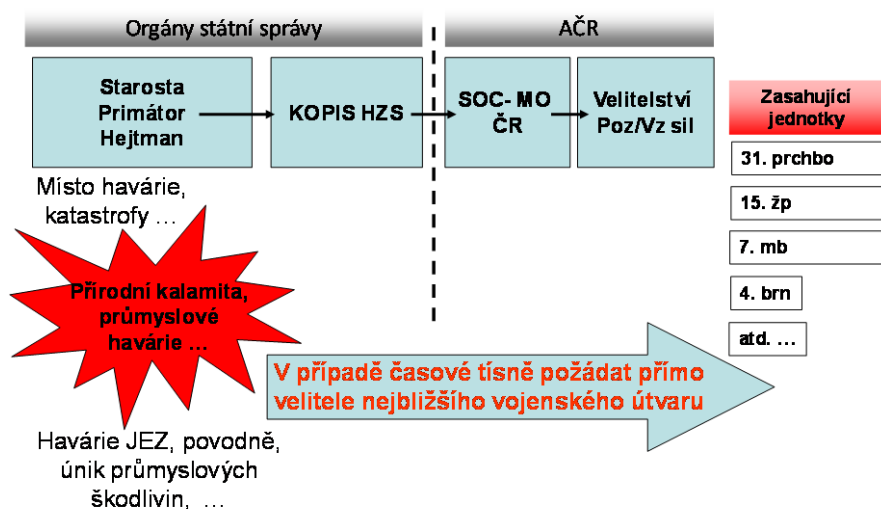 Orgány státní správy
AČR
Starosta
Primátor
Hejtman
KOPIS HZS
SOC- MO
ČR
Velitelství
Poz/Vz sil
Zasahující
jednotky
31. prchbo
15. žp
7. mb
4. brn
atd. ...
Místo havárie,
katastrofy ...
Přírodní kalamita,
průmyslové
havárie ...
V případě časové tísně požádat přímo
velitele nejbližšího vojenského útvaru
Havárie JEZ, povodně,
únik průmyslových
škodlivin, ...